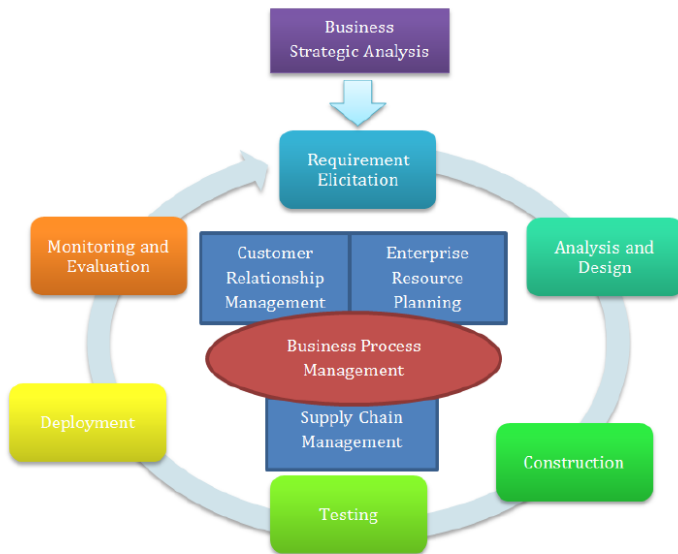 Business
Strategic Analysis
Requirement
Elicitation
Monitoring and
Evaluation
Customer
Relationship
Management
Enterprise
Resource
Planning
Analysis and
Design
Business Process
Management
Deployment
Supply Chain
Management
Construction
Testing